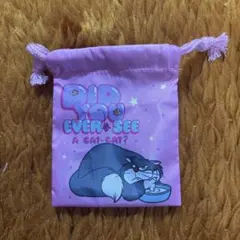 DID
YOU
EVER SEE
A CAT-CAT?